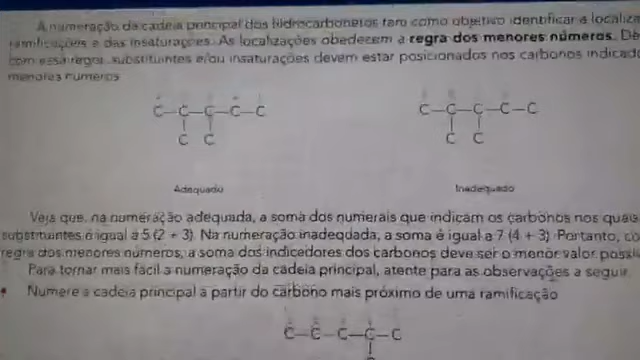 A numeração da cadeia principal dos hidrocarbonetos tem como objetivo identificar a localiza
ramificações e das insaturações. As localizações obedecem a regra dos menores números. De
com essa regra, substituintes e/ou insaturações devem estar posicionados nos carbonos indicado
menores números
C-C-C-C-C
C C
C-C-C-C-C
C C
Adequado
Inadequado
Veja que, na numeração adequada, a soma dos numerais que indicam os carbonos nos quais
substituintes é igual a 5 (2 + 3). Na numeração inadequada, a soma é igual a 7 (4 + 3). Portanto, co
regra dos menores números, a soma dos indicadores dos carbonos deve ser o menor valor possív
Para tornar mais fácil a numeração da cadeia principal, atente para as observações a seguir.
• Numere a cadeia principal a partir do carbono mais próximo de uma ramificação
C-C-C-C-C